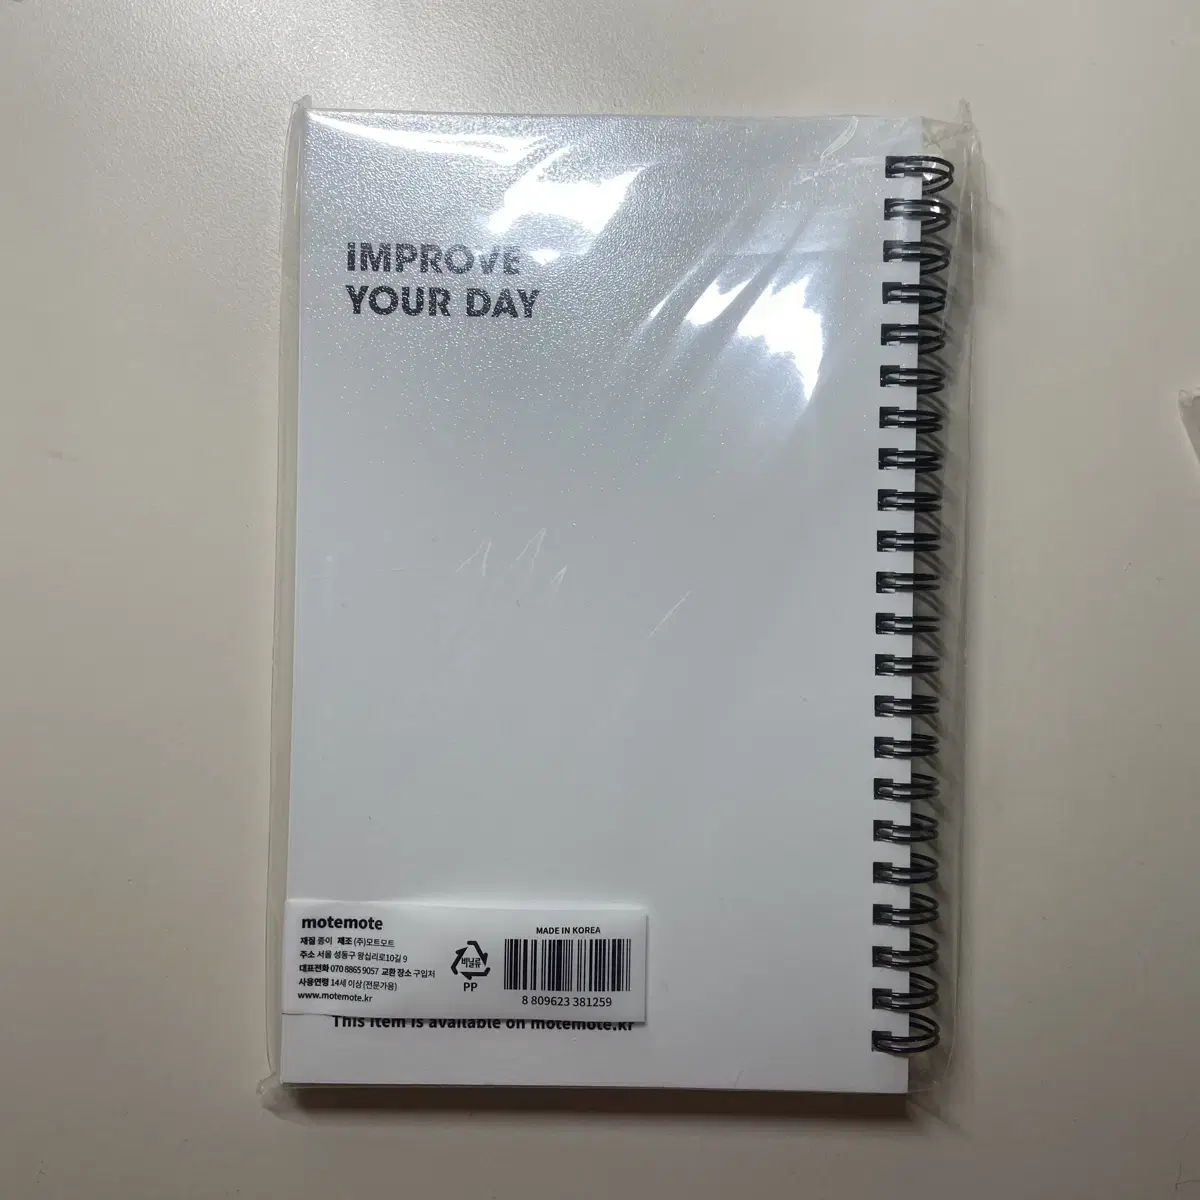 IMPROVE
YOUR DAY
motemote
재질 종이 제조 (주)모트모트
주소 서울 성동구 왕십리로10길 9
대표전화 070 8865 9057 교환 장소 구입처
사용연령 14세 이상(전문가용)
www.motemote.kr
비닐류
PP
MADE IN KOREA
8 809623 381259
This item is available on motemote.kr